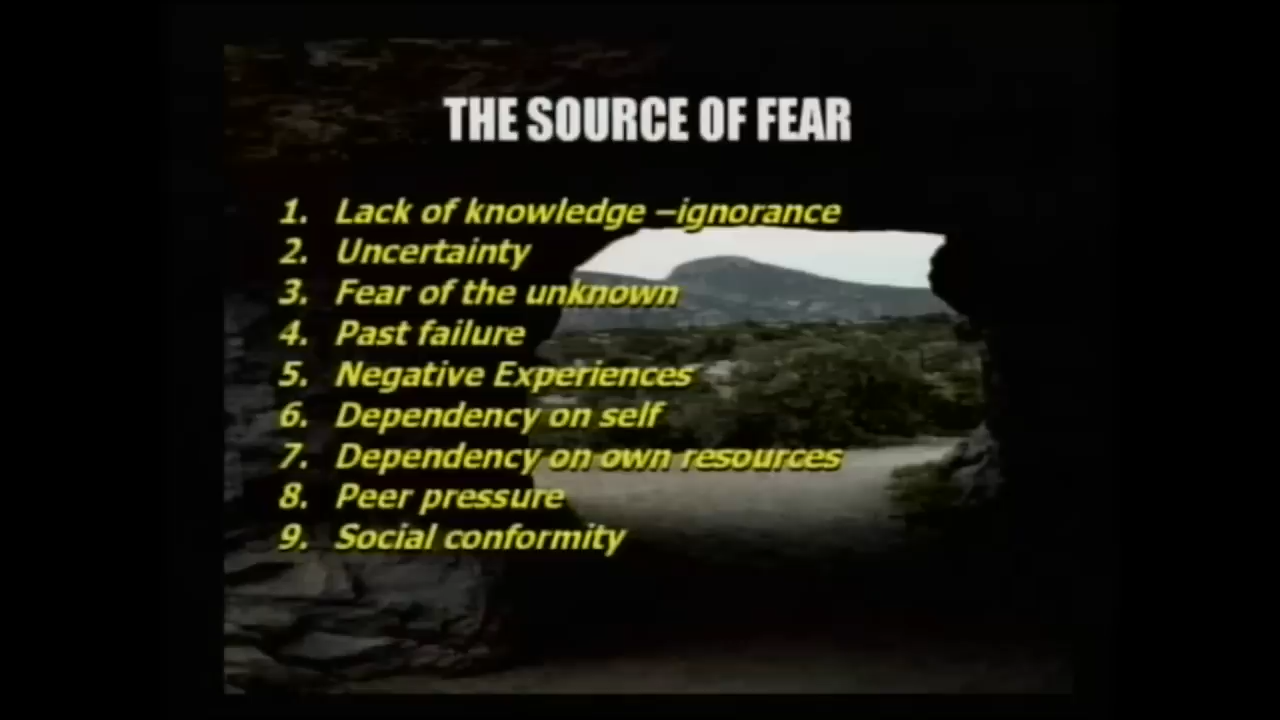 THE SOURCE OF FEAR
1. Lack of knowledge –ignorance
2. Uncertainty
3. Fear of the unknown
4. Past failure
5. Negative Experiences
6. Dependency on self
7. Dependency on own resources
8. Peer pressure
9. Social conformity